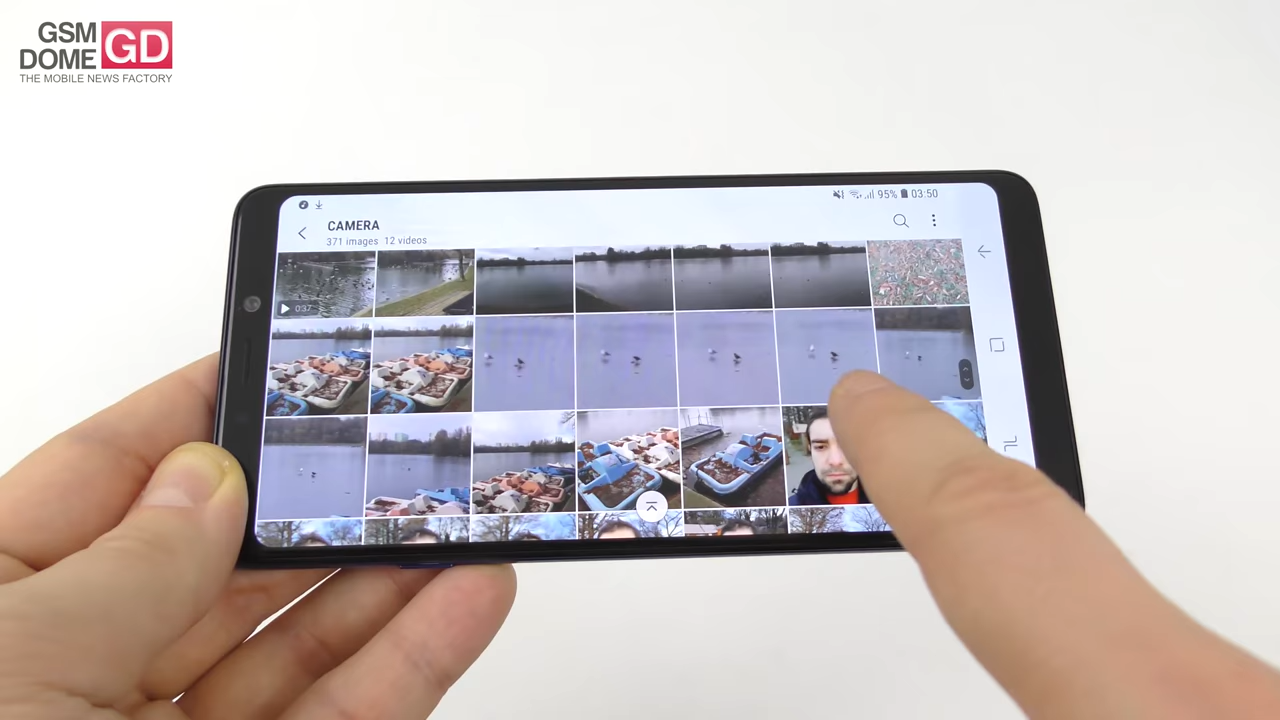 GSM
DOME GD
THE MOBILE NEWS FACTORY
95% 03:50
CAMERA
371 images 12 videos
0:37